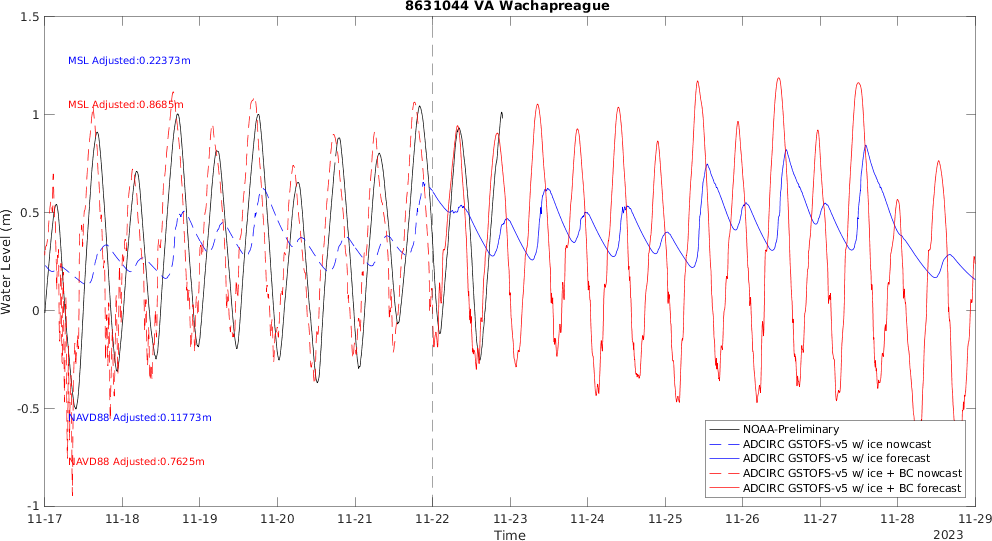 8631044 VA Wachapreague
1.5
MSL Adjusted:0.22373m
MSL Adjusted:0.8685m
1
0.5
Water Level (m)
0
-0.5
NAVD88 Adjusted:0.11773m
NAVD88 Adjusted:0.7625m
-1
NOAA-Preliminary
ADCIRC GSTOFS-v5 w/ ice nowcast
ADCIRC GSTOFS-v5 w/ ice forecast
ADCIRC GSTOFS-v5 w/ ice + BC nowcast
ADCIRC GSTOFS-v5 w/ ice + BC forecast
11-17 11-18 11-19 11-20 11-21 11-22 11-23 11-24 11-25 11-26 11-27 11-28 11-29
Time
2023